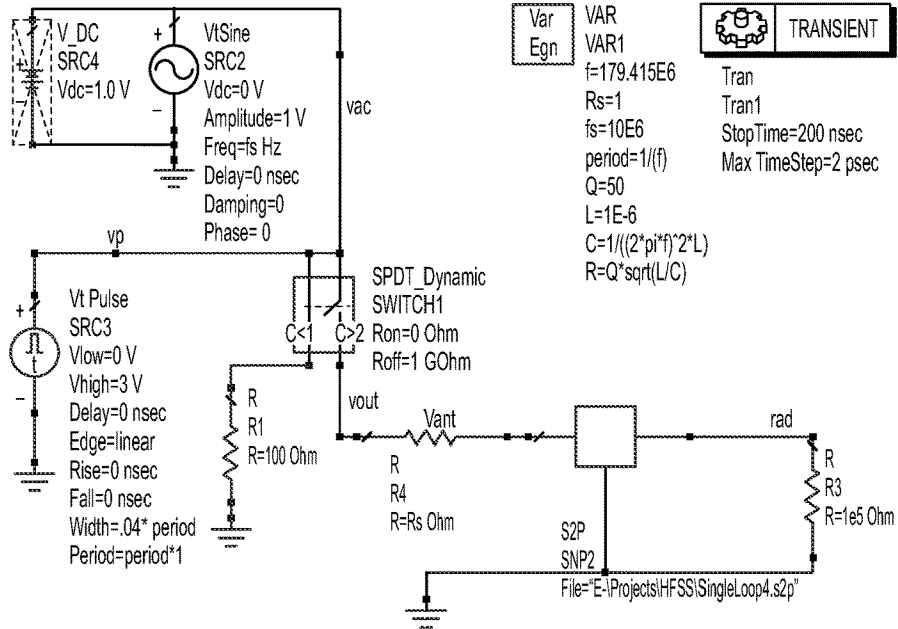 V_DC
SRC4
Vdc=1.0 V
+
–
+
–
VtSine
SRC2
Vdc=0 V
Amplitude=1 V
Freq=fs Hz
Delay=0 nsec
Damping=0
Phase= 0
vac
Var
Egn
VAR
VAR1
f=179.415E6
Rs=1
fs=10E6
period=1/(f)
Q=50
L=1E-6
C=1/((2*pi*f)^2*L)
R=Q*sqrt(L/C)
TRANSIENT
Tran
Tran1
StopTime=200 nsec
Max TimeStep=2 psec
vp
+
–
t
Vt Pulse
SRC3
Vlow=0 V
Vhigh=3 V
Delay=0 nsec
Edge=linear
Rise=0 nsec
Fall=0 nsec
Width=.04* period
Period=period*1
C<1
C>2
SPDT_Dynamic
SWITCH1
Ron=0 Ohm
Roff=1 GOhm
R
R1
R=100 Ohm
vout
Vant
R
R4
R=Rs Ohm
S2P
SNP2
File="E-\Projects\HFSS\SingleLoop4.s2p"
rad
R
R3
R=1e5 Ohm